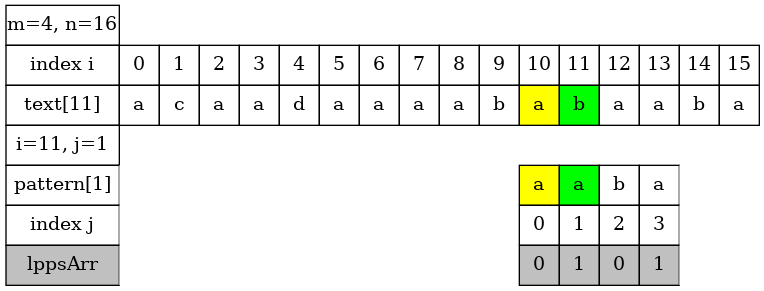 m=4, n=16
index i 0 1 2 3 4 5 6 7 8 9 10 11 12 13 14 15
text[11] a c a a d a a a a b a b a a b a
i=11, j=1
pattern[1] a a b a
index j 0 1 2 3
lppsArr 0 1 0 1